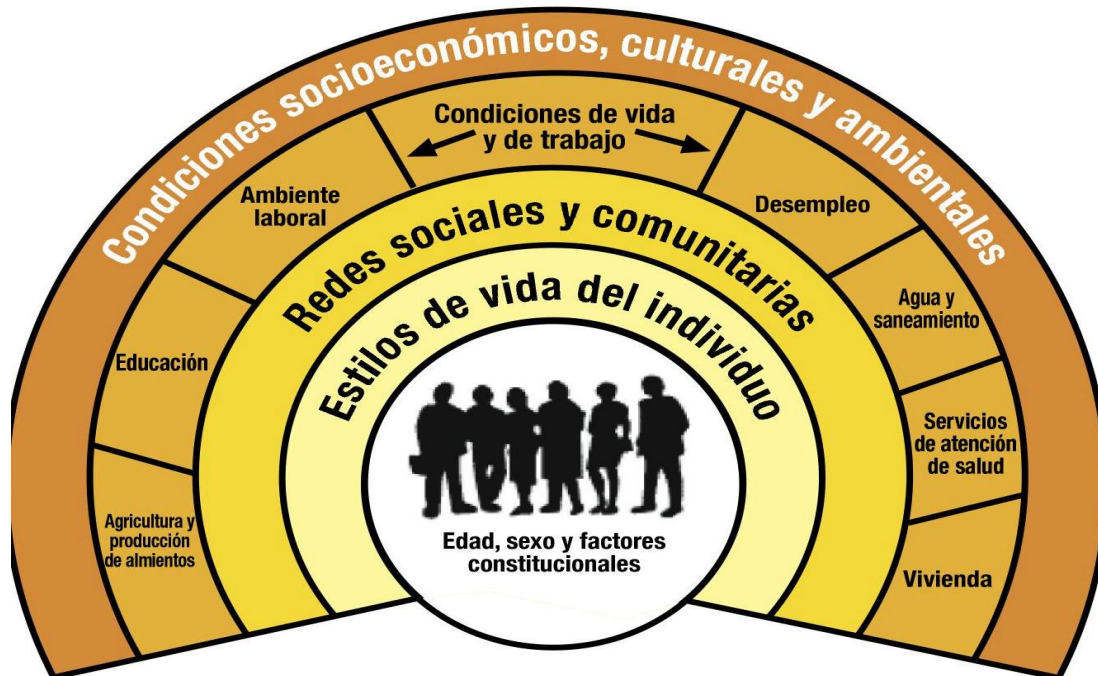 Condiciones socioeconómicos, culturales y ambientales
Condiciones de vida
y de trabajo
Ambiente
laboral
Desempleo
Educación
Agua y
saneamiento
Agricultura y
producción
de almientos
Servicios
de atención
de salud
Vivienda
Redes sociales y comunitarias
Estilos de vida del individuo
Edad, sexo y factores
constitucionales